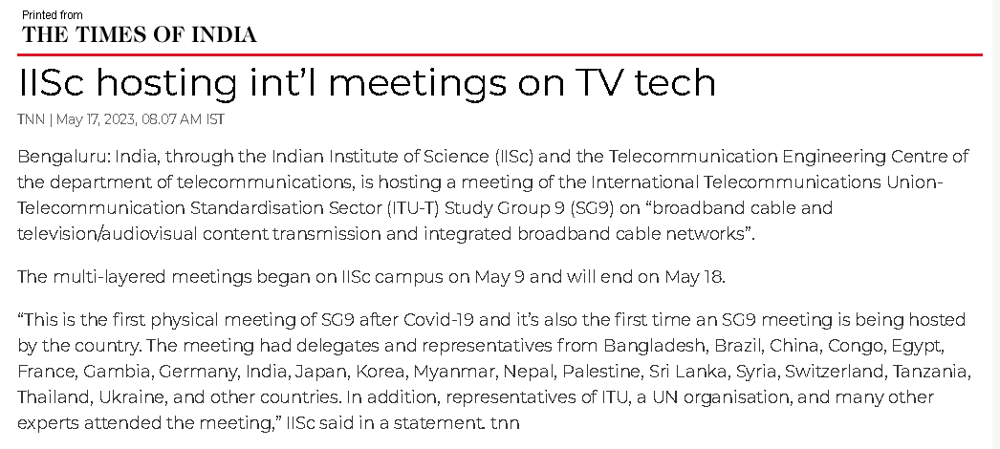 Printed from
THE TIMES OF INDIA
IISc hosting int'l meetings on TV tech
TNN | May 17, 2023, 08.07 AM IST
Bengaluru: India, through the Indian Institute of Science (IISc) and the Telecommunication Engineering Centre of
the department of telecommunications, is hosting a meeting of the International Telecommunications Union-
Telecommunication Standardisation Sector (ITU-T) Study Group 9 (SG9) on “broadband cable and
television/audiovisual content transmission and integrated broadband cable networks”.
The multi-layered meetings began on IISc campus on May 9 and will end on May 18.
“This is the first physical meeting of SG9 after Covid-19 and it’s also the first time an SG9 meeting is being hosted
by the country. The meeting had delegates and representatives from Bangladesh, Brazil, China, Congo, Egypt,
France, Gambia, Germany, India, Japan, Korea, Myanmar, Nepal, Palestine, Sri Lanka, Syria, Switzerland, Tanzania,
Thailand, Ukraine, and other countries. In addition, representatives of ITU, a UN organisation, and many other
experts attended the meeting,” IISc said in a statement. tnn